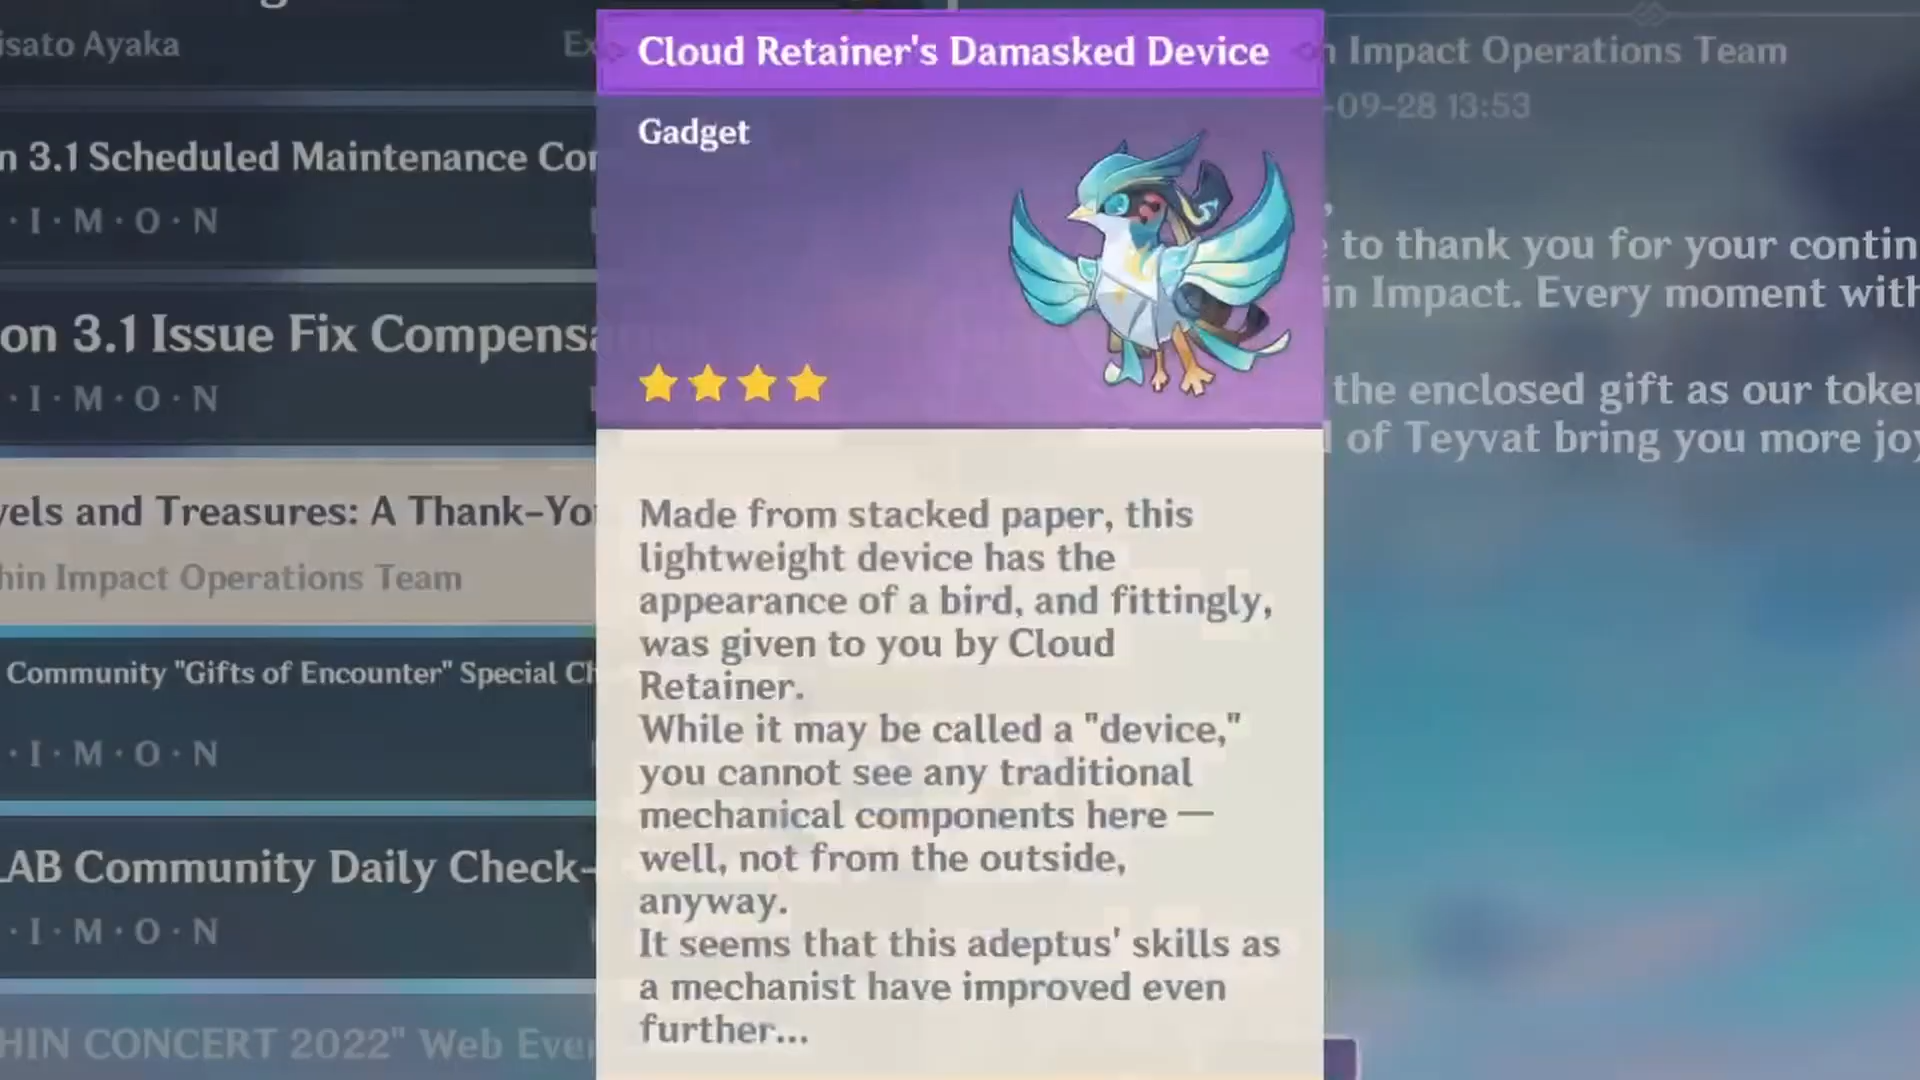 isato Ayaka
n 3.1 Scheduled Maintenance Con
· I · M · O · N
on 3.1 Issue Fix Compensa
· I · M · O · N
vels and Treasures: A Thank-Yo
hin Impact Operations Team
Community "Gifts of Encounter" Special Ch
· I · M · O · N
LAB Community Daily Check-
· I · M · O · N
HIN CONCERT 2022" Web Even
Cloud Retainer's Damasked Device
Gadget
Made from stacked paper, this
lightweight device has the
appearance of a bird, and fittingly,
was given to you by Cloud
Retainer.
While it may be called a "device,"
you cannot see any traditional
mechanical components here —
well, not from the outside,
anyway.
It seems that this adeptus' skills as
a mechanist have improved even
further...
n Impact Operations Team
-09-28 13:53
to thank you for your contin
in Impact. Every moment with
the enclosed gift as our token
of Teyvat bring you more joy